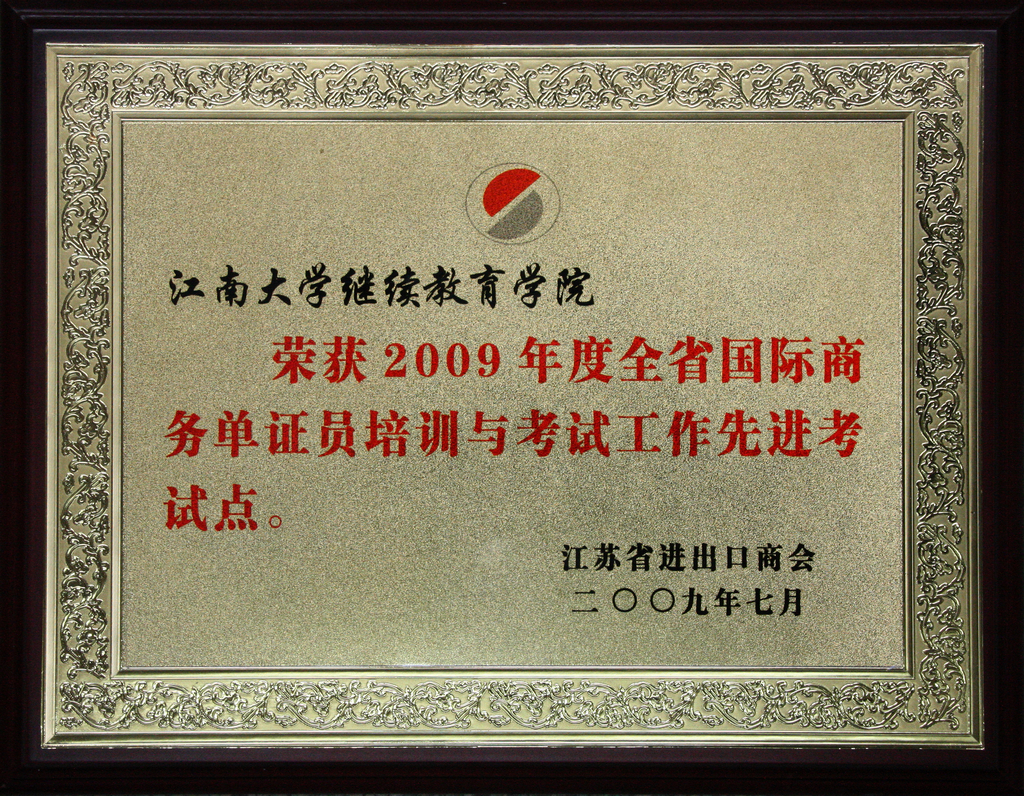 江南大学继续教育学院
荣获2009年度全省国际商
务单证员培训与考试工作先进考
试点。
江苏省进出口商会
二〇〇九年七月